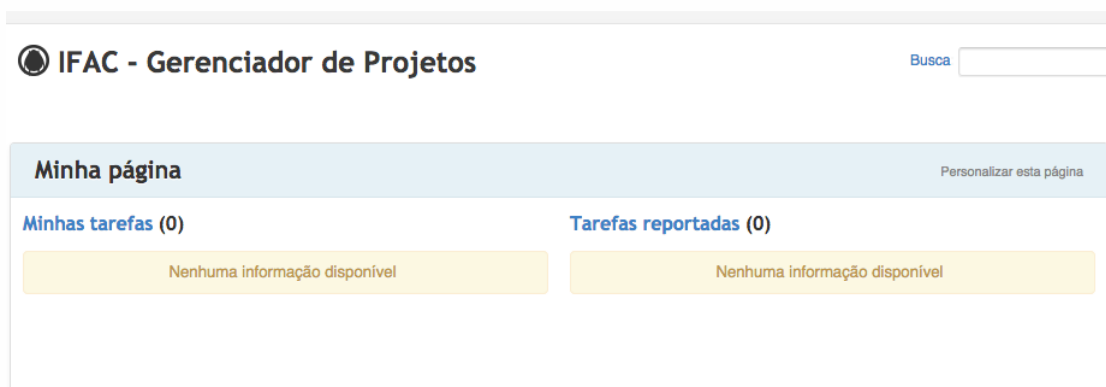 IFAC - Gerenciador de Projetos
Busca
Minha página
Personalizar esta página
Minhas tarefas (0)
Tarefas reportadas (0)
Nenhuma informação disponível
Nenhuma informação disponível